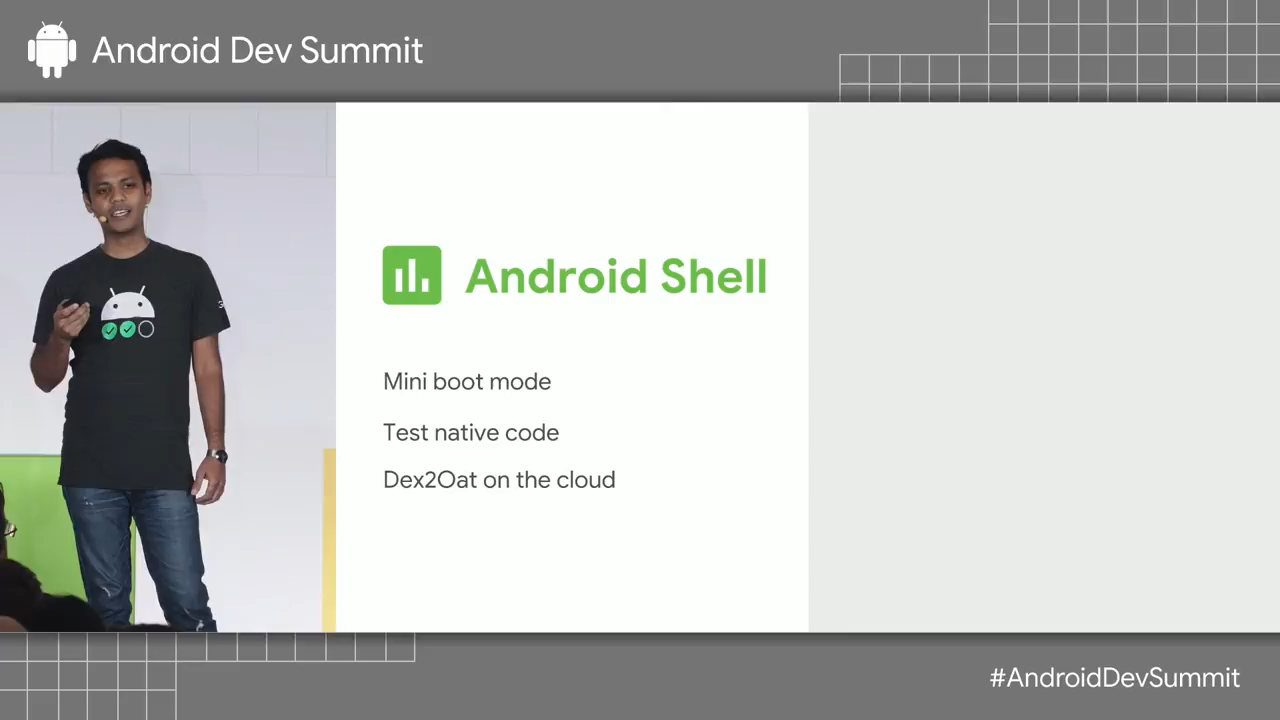 Android Dev Summit
Android Shell
Mini boot mode
Test native code
Dex2Oat on the cloud
#AndroidDevSummit